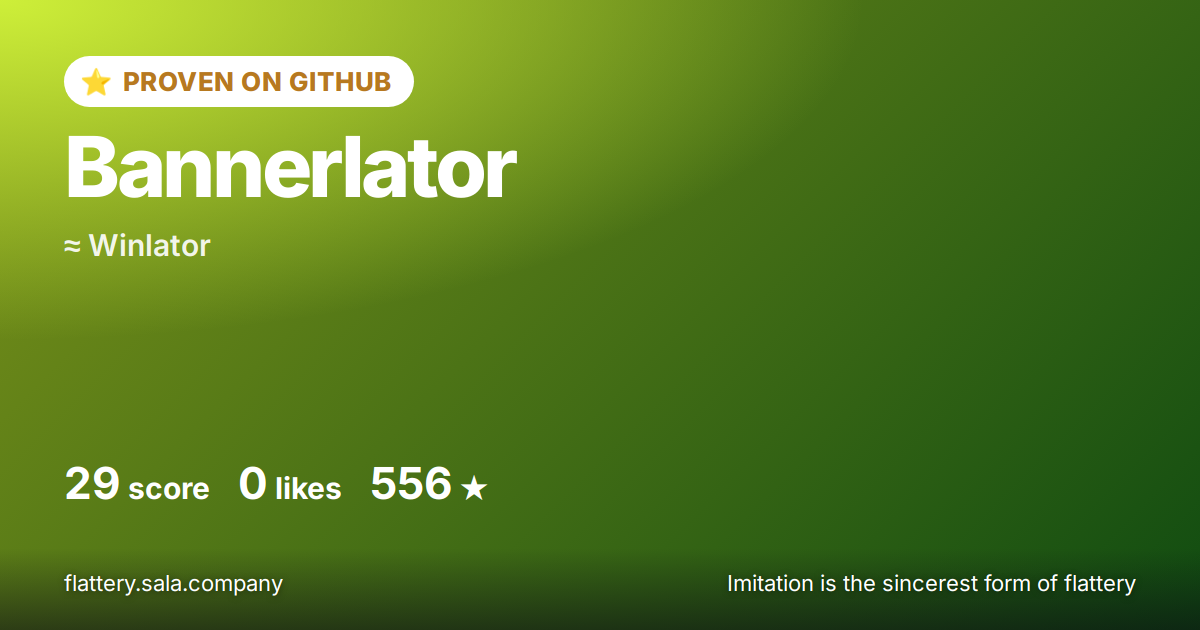 ⭐ PROVEN ON GITHUB
Bannerlator
≈ Winlator
29 score 0 likes 556 ★
flattery.sala.company
Imitation is the sincerest form of flattery